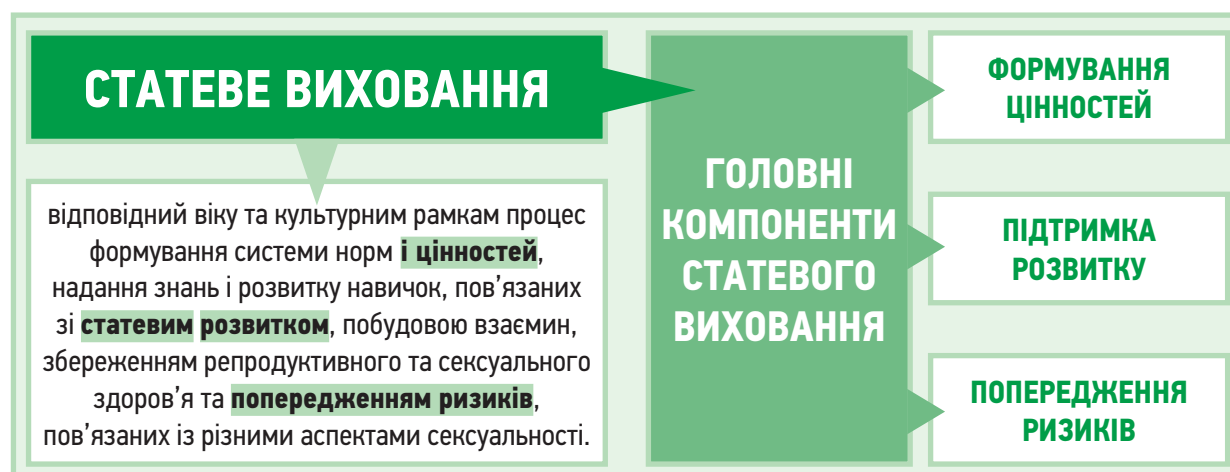 СТАТЕВЕ ВИХОВАННЯ
відповідний віку та культурним рамкам процес
формування системи норм і цінностей,
надання знань і розвитку навичок, пов’язаних
зі статевим розвитком, побудовою взаємин,
збереженням репродуктивного та сексуального
здоров’я та попередженням ризиків,
пов’язаних із різними аспектами сексуальності.
ГОЛОВНІ
КОМПОНЕНТИ
СТАТЕВОГО
ВИХОВАННЯ
ФОРМУВАННЯ
ЦІННОСТЕЙ
ПІДТРИМКА
РОЗВИТКУ
ПОПЕРЕДЖЕННЯ
РИЗИКІВ